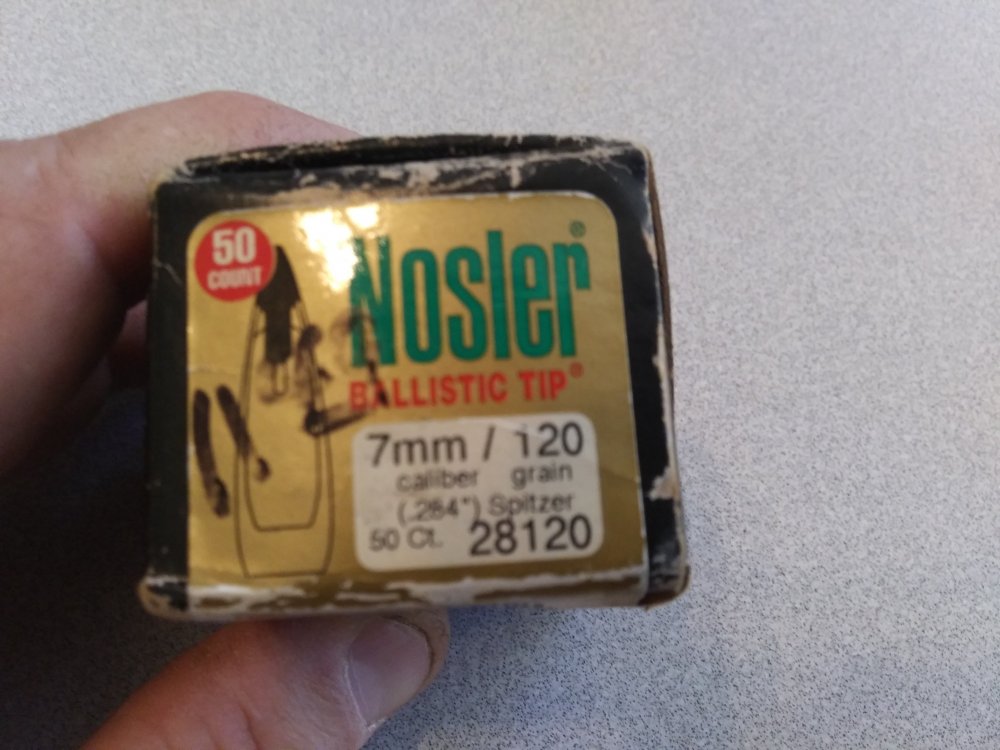 50
COUNT
Nosler®
BALLISTIC TIP®
7mm / 120
caliber grain
(.284") Spitzer
50 Ct. 28120